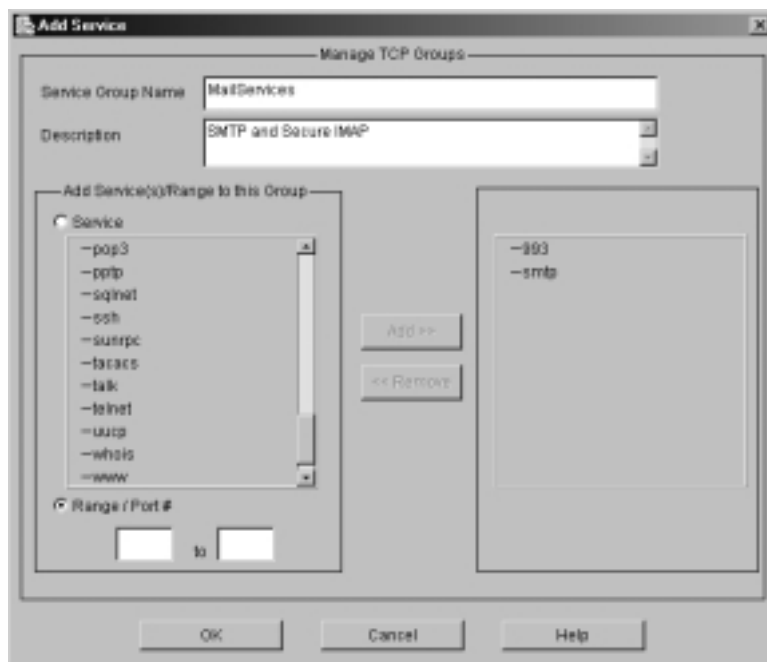 Add Service
Manage TCP Groups
Service Group Name
MailServices
Description
SMTP and Secure IMAP
Add Service(s)/Range to this Group
Service
pop3
pptp
sqlnet
ssh
sunrpc
tacacs
talk
telnet
uucp
whois
www
Range / Port #
to
Add >>
<< Remove
993
smtp
OK
Cancel
Help